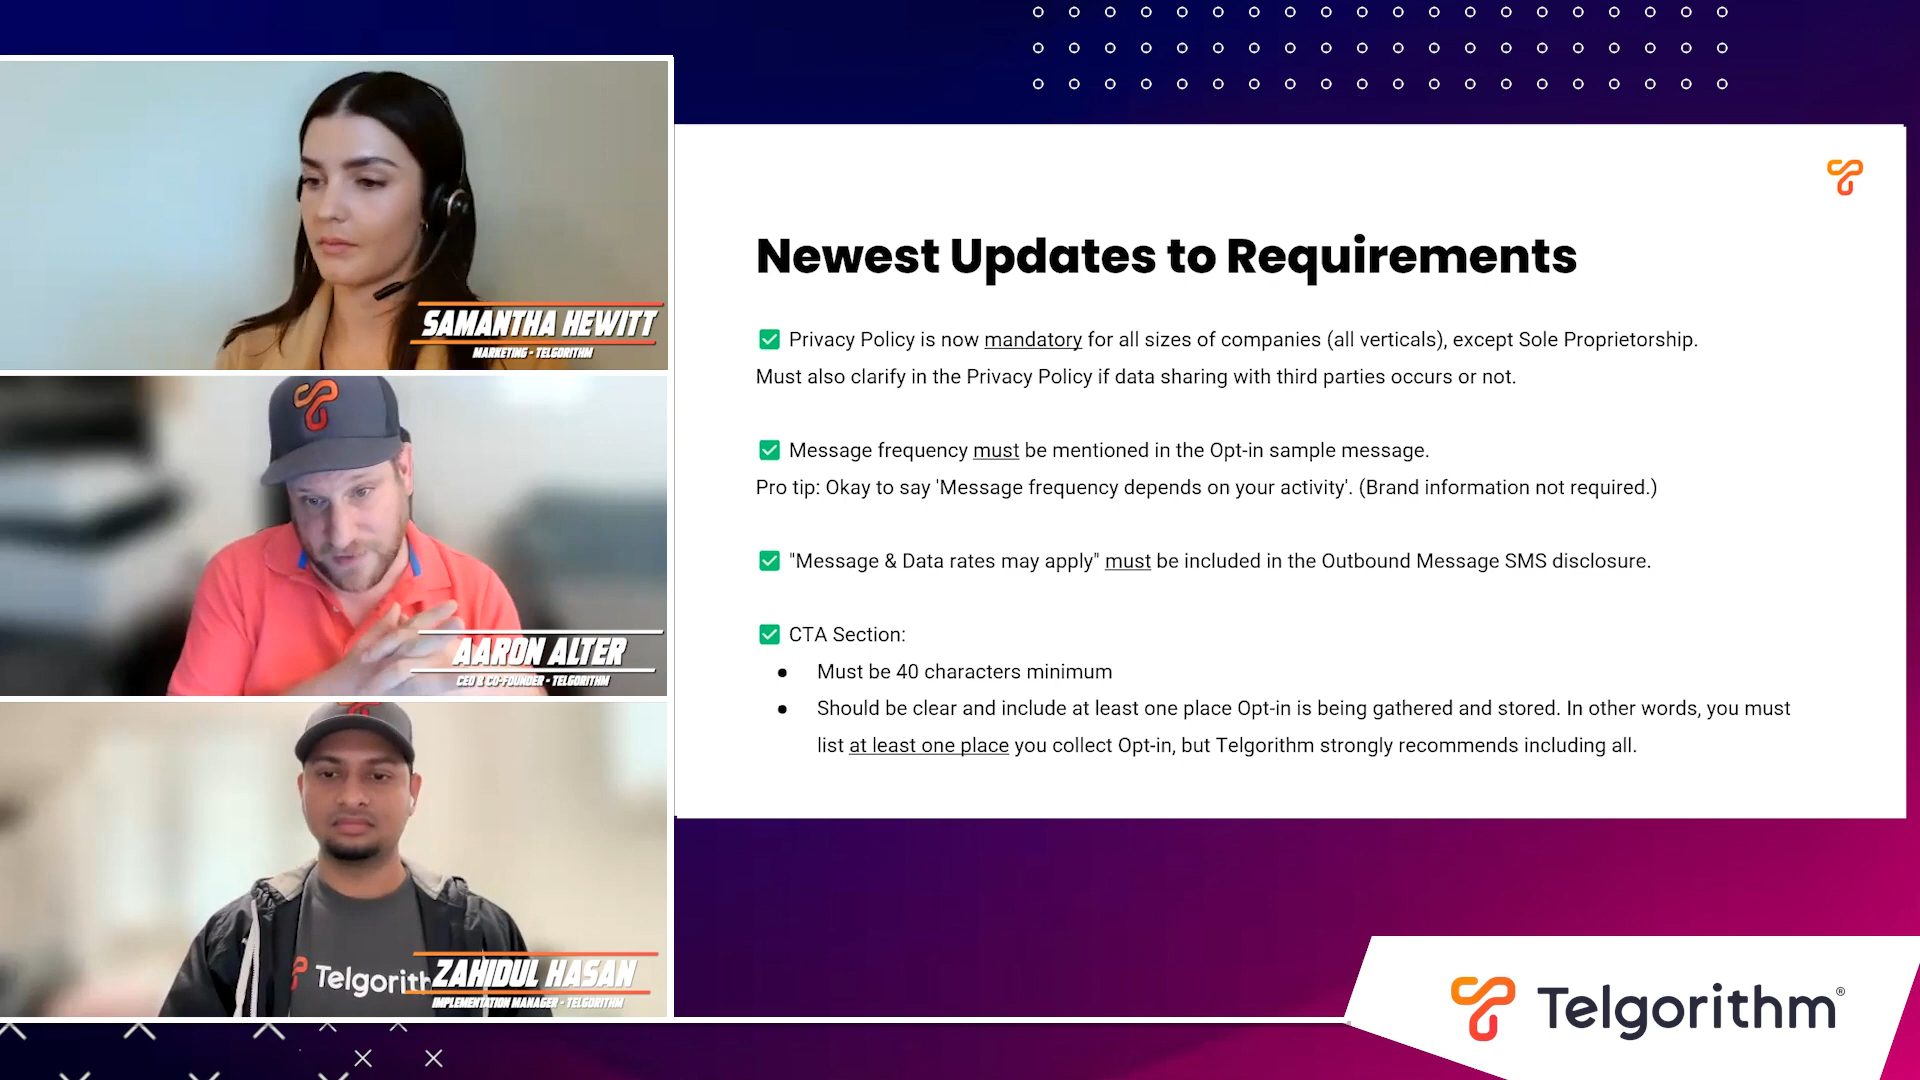 SAMANTHA HEWITT
MARKETING - TELGORITHM
AARON ALTER
CEO & CO-FOUNDER - TELGORITHM
Telgorith
ZAHIDUL HASAN
IMPLEMENTATION MANAGER - TELGORITHM
Newest Updates to Requirements
✅ Privacy Policy is now mandatory for all sizes of companies (all verticals), except Sole Proprietorship.
Must also clarify in the Privacy Policy if data sharing with third parties occurs or not.
✅ Message frequency must be mentioned in the Opt-in sample message.
Pro tip: Okay to say 'Message frequency depends on your activity'. (Brand information not required.)
✅ "Message & Data rates may apply" must be included in the Outbound Message SMS disclosure.
✅ CTA Section:
● Must be 40 characters minimum
● Should be clear and include at least one place Opt-in is being gathered and stored. In other words, you must
list at least one place you collect Opt-in, but Telgorithm strongly recommends including all.
Telgorithm®